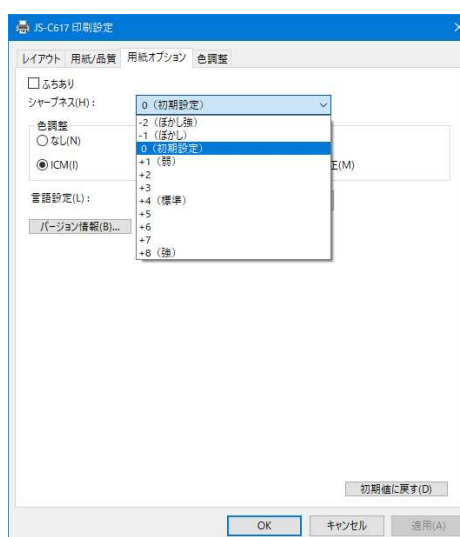 JS-C617 印刷設定
レイアウト 用紙/品質 用紙オプション 色調整
ふちあり
シャープネス(H): 0（初期設定）
-2（ぼかし強）
-1（ぼかし）
0（初期設定）
+1（弱）
+2
+3
+4（標準）
+5
+6
+7
+8（強）
色調整
なし(N)
ICM(I)
正(M)
言語設定(L):
バージョン情報(B)...
初期値に戻す(D)
OK キャンセル 適用(A)